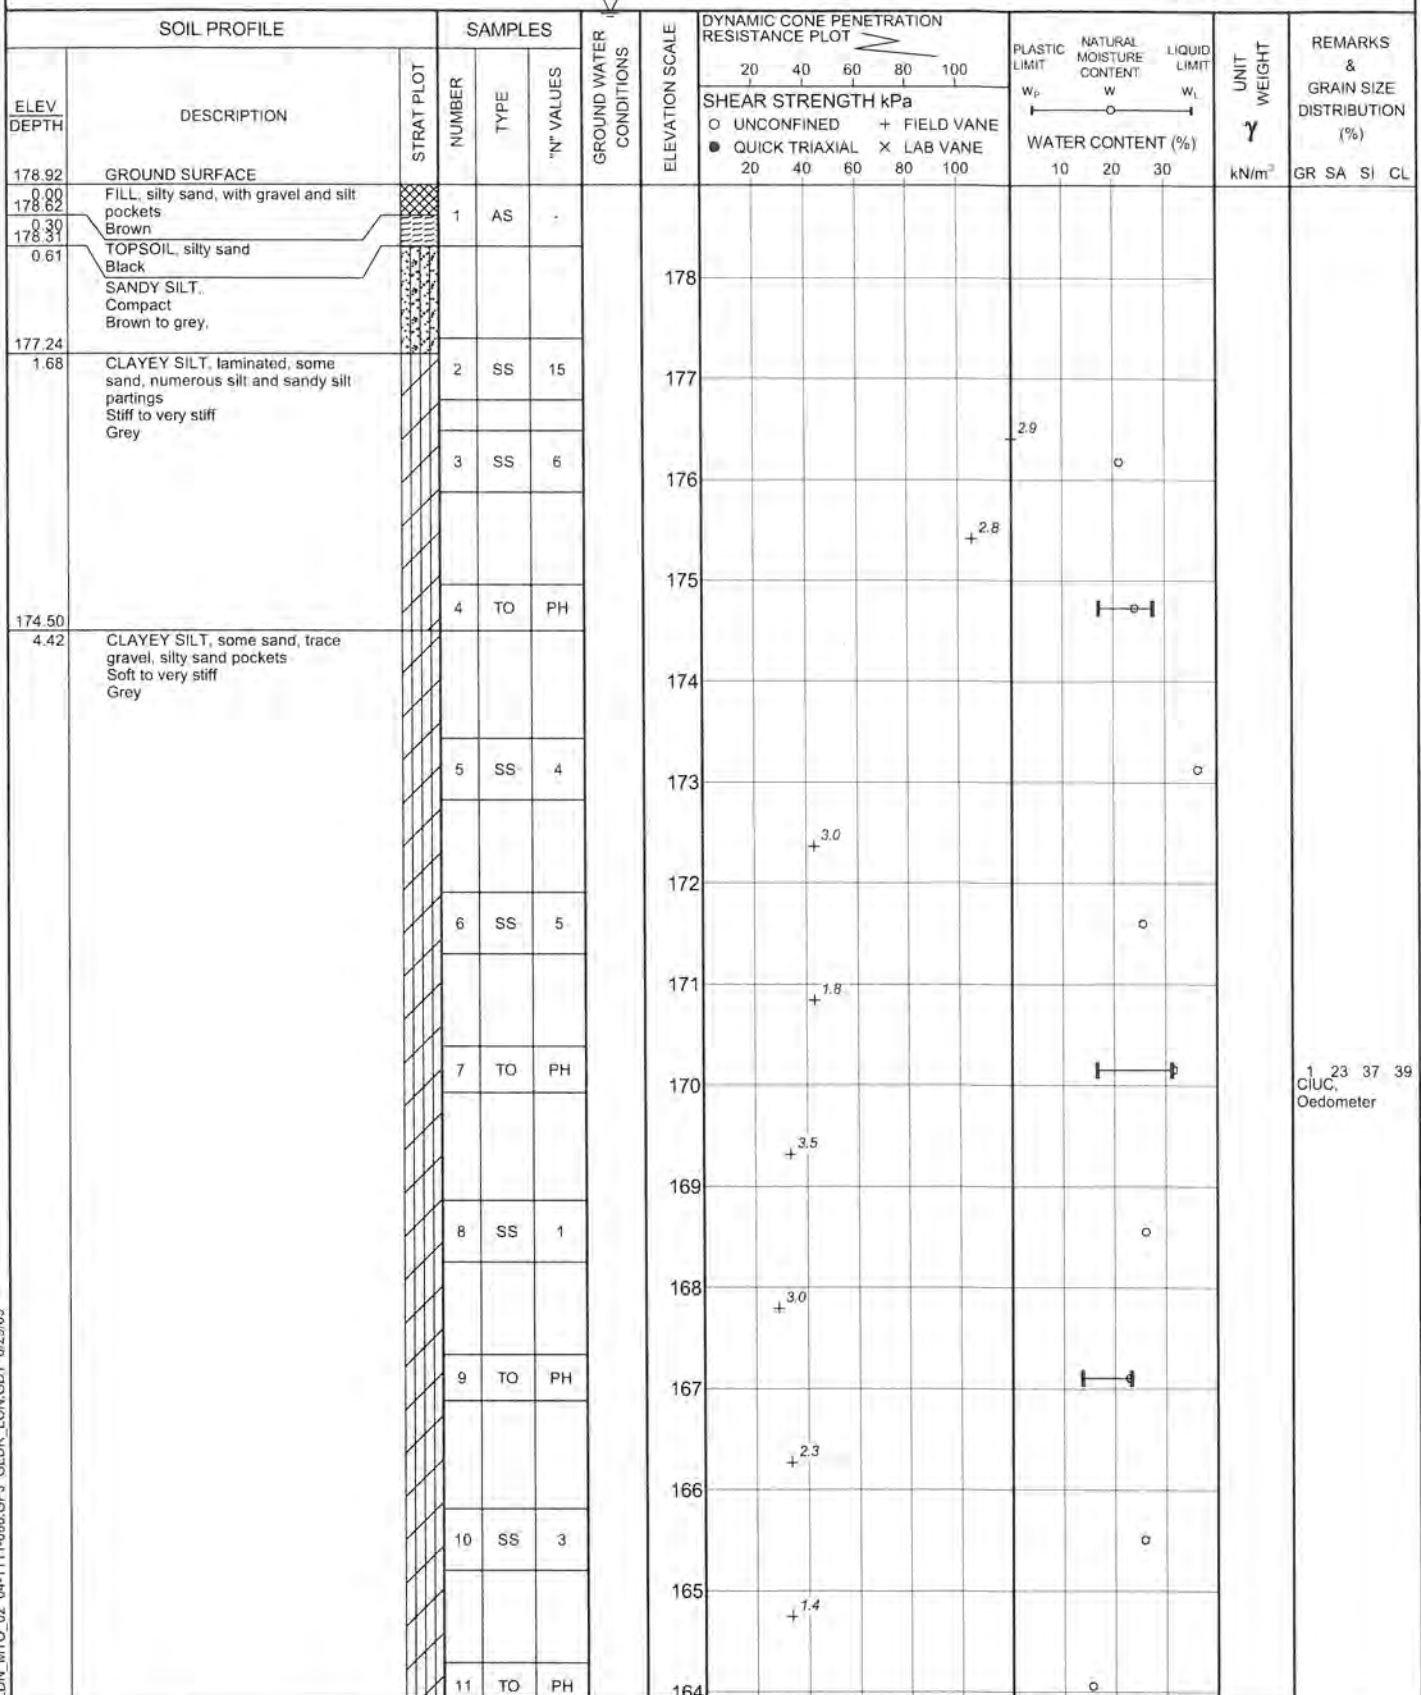 SOIL PROFILE
SAMPLES
GROUND WATER CONDITIONS
ELEVATION SCALE
DYNAMIC CONE PENETRATION
RESISTANCE PLOT
20 40 60 80 100
SHEAR STRENGTH kPa
○ UNCONFINED + FIELD VANE
● QUICK TRIAXIAL × LAB VANE
20 40 60 80 100
PLASTIC LIMIT
NATURAL MOISTURE CONTENT
LIQUID LIMIT
WP W WL
WATER CONTENT (%)
10 20 30
UNIT WEIGHT
γ
kN/m³
REMARKS
&
GRAIN SIZE
DISTRIBUTION
(%)
GR SA SI CL
ELEV
DEPTH
DESCRIPTION
STRAT PLOT
NUMBER
TYPE
"N" VALUES
178.92 GROUND SURFACE
0.00 FILL, silty sand, with gravel and silt
178.62 pockets
0.30 Brown
178.31
0.61 TOPSOIL, silty sand
Black
SANDY SILT,
Compact
Brown to grey.
177.24
1.68 CLAYEY SILT, laminated, some
sand, numerous silt and sandy silt
partings
Stiff to very stiff
Grey
174.50
4.42 CLAYEY SILT, some sand, trace
gravel, silty sand pockets
Soft to very stiff
Grey
1 AS -
2 SS 15
3 SS 6
4 TO PH
5 SS 4
6 SS 5
7 TO PH
8 SS 1
9 TO PH
10 SS 3
11 TO PH
178
177
176
175
174
173
172
171
170
169
168
167
166
165
164
2.9
2.8
3.0
1.8
3.5
3.0
2.3
1.4
1 23 37 39
CIUC,
Oedometer